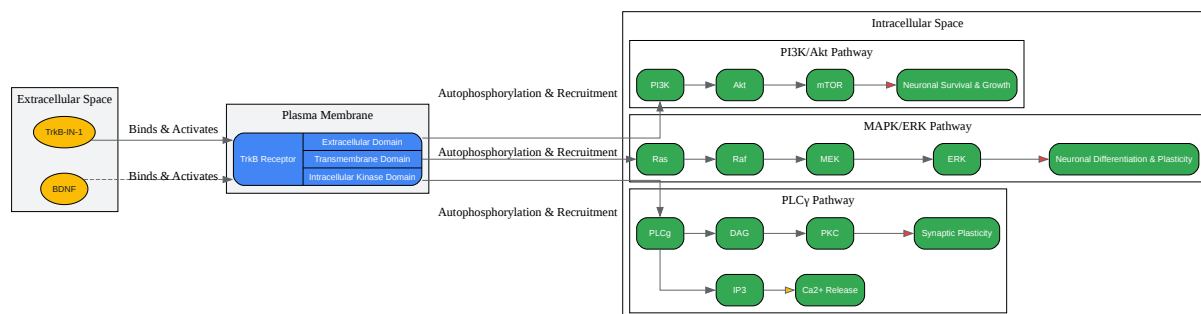 Intracellular Space
PI3K/Akt Pathway
PI3K
Akt
mTOR
Neuronal Survival & Growth
Autophosphorylation & Recruitment
Extracellular Space
TrkB-IN-1
BDNF
Binds & Activates
Binds & Activates
Plasma Membrane
TrkB Receptor
Extracellular Domain
Transmembrane Domain
Intracellular Kinase Domain
Autophosphorylation & Recruitment
MAPK/ERK Pathway
Ras
Raf
MEK
ERK
Neuronal Differentiation & Plasticity
Autophosphorylation & Recruitment
PLCγ Pathway
PLCg
DAG
PKC
Synaptic Plasticity
IP3
Ca2+ Release